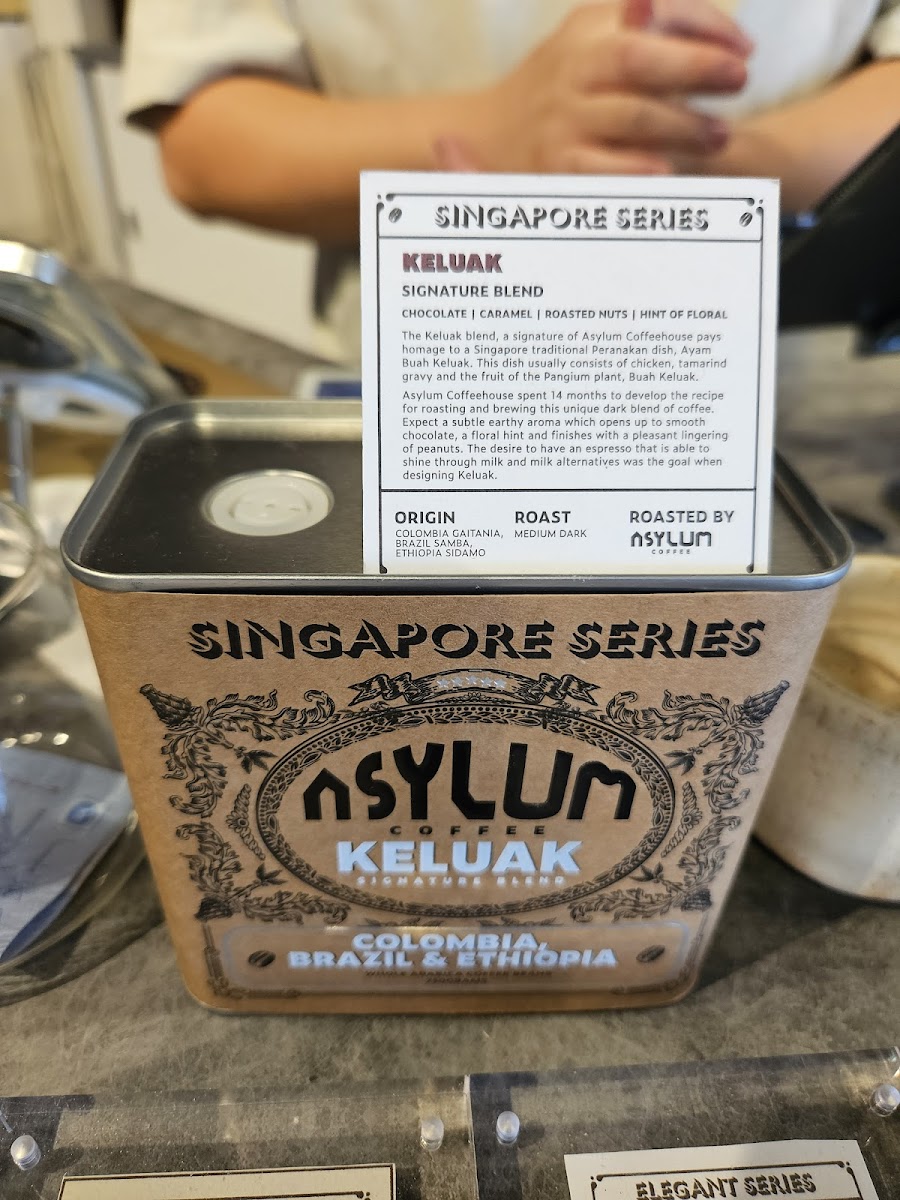 SINGAPORE SERIES
KELUAK
SIGNATURE BLEND
CHOCOLATE | CARAMEL | ROASTED NUTS | HINT OF FLORAL
The Keluak blend, a signature of Asylum Coffeehouse pays
homage to a Singapore traditional Peranakan dish, Ayam
Buah Keluak. This dish usually consists of chicken, tamarind
gravy and the fruit of the Pangium plant, Buah Keluak.
Asylum Coffeehouse spent 14 months to develop the recipe
for roasting and brewing this unique dark blend of coffee.
Expect a subtle earthy aroma which opens up to smooth
chocolate, a floral hint and finishes with a pleasant lingering
of peanuts. The desire to have an espresso that is able to
shine through milk and milk alternatives was the goal when
designing Keluak.
ORIGIN
COLOMBIA GAITANIA,
BRAZIL SAMBA,
ETHIOPIA SIDAMO
ROAST
MEDIUM DARK
ROASTED BY
ASYLUM
COFFEE
SINGAPORE SERIES
ASYLUM
COFFEE
KELUAK
SIGNATURE BLEND
COLOMBIA,
BRAZIL & ETHIOPIA
WHOLE ARABICA COFFEE BEANS
ELEGANT SERIES